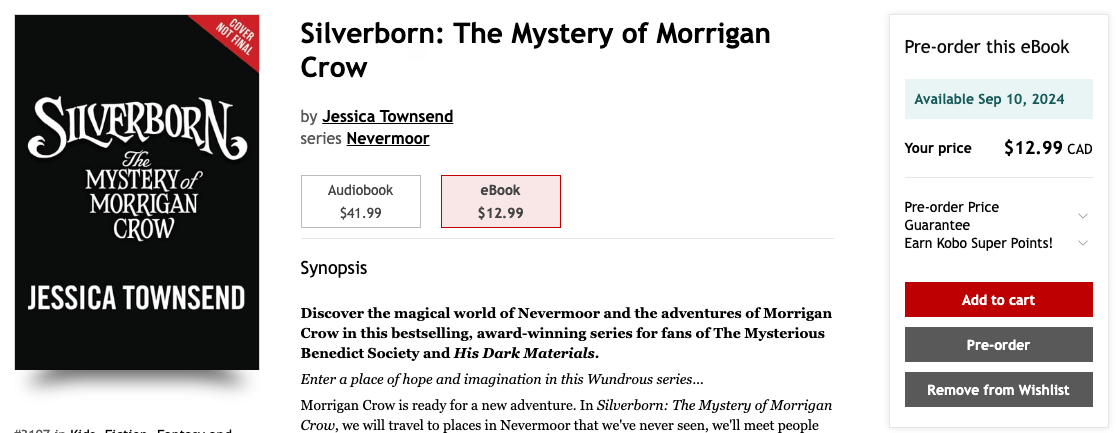 COVER
NOT FINAL
SILVERBORN
The
MYSTERY of
MORRIGAN
CROW
JESSICA TOWNSEND
Silverborn: The Mystery of Morrigan
Crow
by Jessica Townsend
series Nevermoor
Audiobook
$41.99
eBook
$12.99
Synopsis
Discover the magical world of Nevermoor and the adventures of Morrigan
Crow in this bestselling, award-winning series for fans of The Mysterious
Benedict Society and His Dark Materials.
Enter a place of hope and imagination in this Wundrous series...
Morrigan Crow is ready for a new adventure. In Silverborn: The Mystery of Morrigan
Crow, we will travel to places in Nevermoor that we've never seen, we'll meet people
Pre-order this eBook
Available Sep 10, 2024
Your price $12.99 CAD
Pre-order Price
Guarantee
Earn Kobo Super Points!
Add to cart
Pre-order
Remove from Wishlist